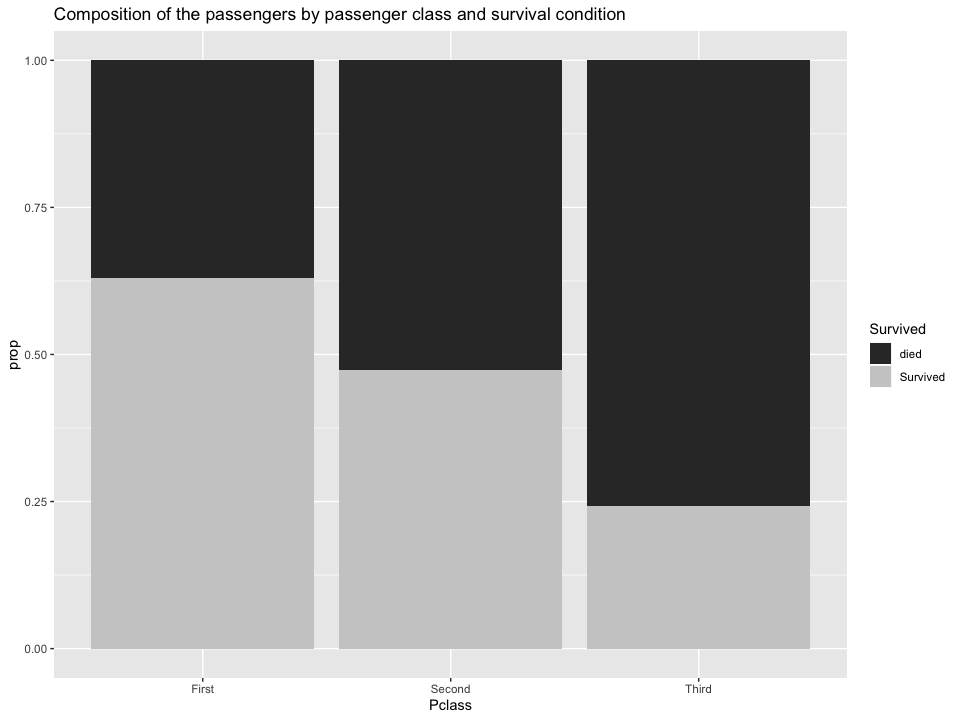 Composition of the passengers by passenger class and survival condition
1.00
0.75
0.50
0.25
0.00
prop
First Second Third
Pclass
Survived
died
Survived